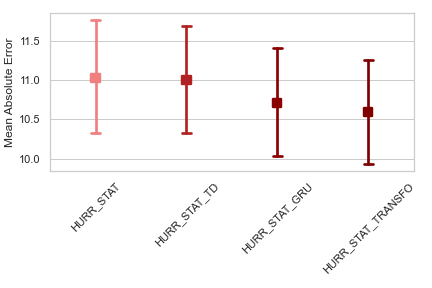 Mean Absolute Error
11.5
11.0
10.5
10.0
HURR_STAT
HURR_STAT_TD
HURR_STAT_GRU
HURR_STAT_TRANSFO